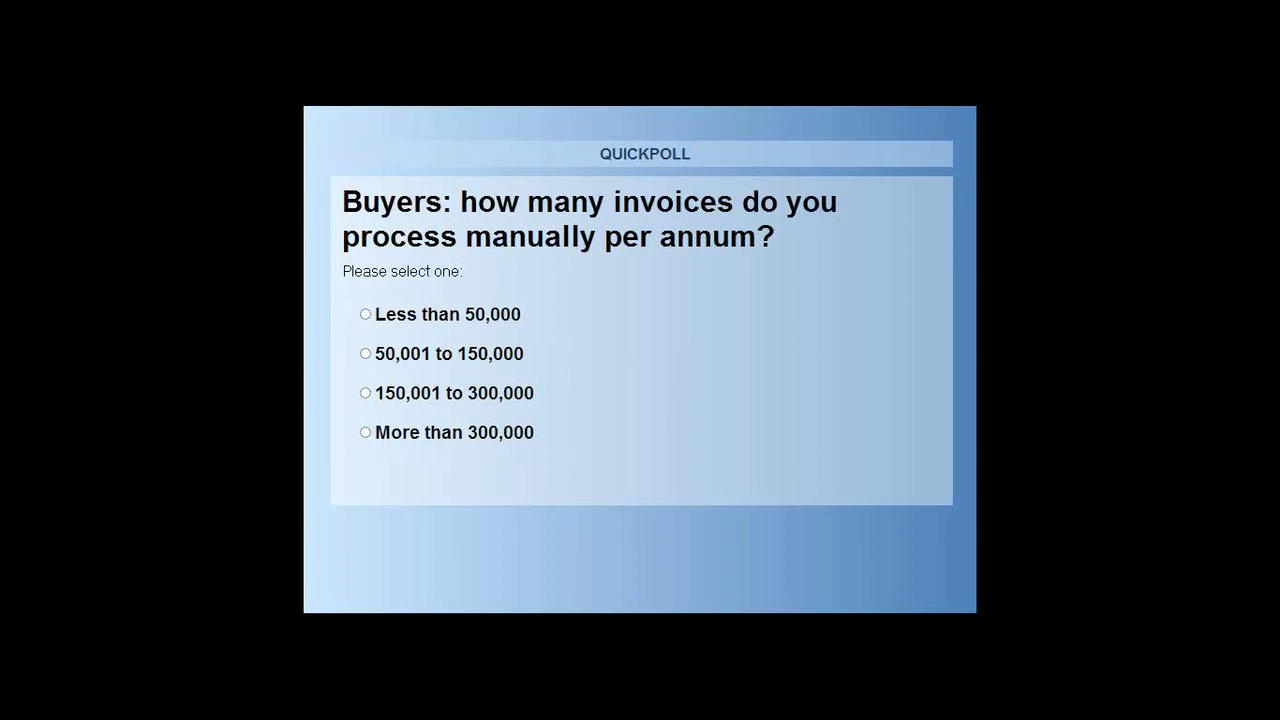 QUICKPOLL
Buyers: how many invoices do you
process manually per annum?
Please select one:
Less than 50,000
50,001 to 150,000
150,001 to 300,000
More than 300,000